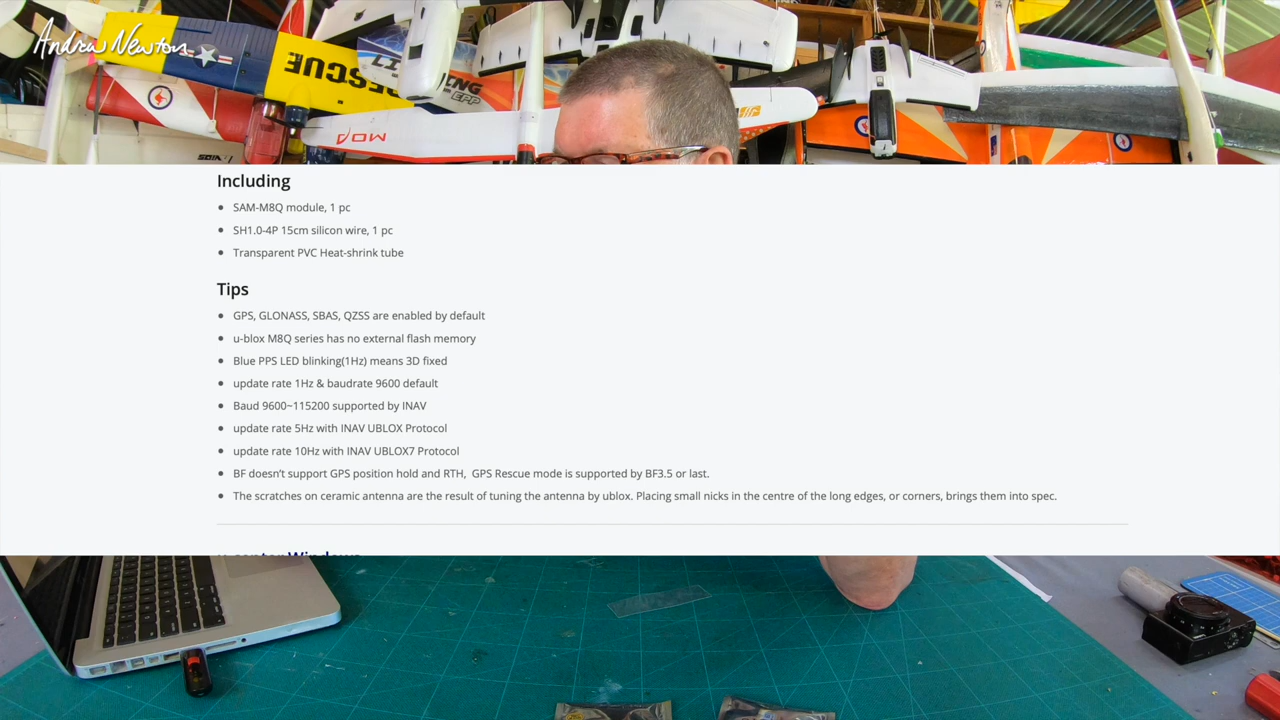 Andrew Newton
RESCUE
EPP
MOA
Including
SAM-M8Q module, 1 pc
SH1.0-4P 15cm silicon wire, 1 pc
Transparent PVC Heat-shrink tube
Tips
GPS, GLONASS, SBAS, QZSS are enabled by default
u-blox M8Q series has no external flash memory
Blue PPS LED blinking(1Hz) means 3D fixed
update rate 1Hz & baudrate 9600 default
Baud 9600~115200 supported by INAV
update rate 5Hz with INAV UBLOX Protocol
update rate 10Hz with INAV UBLOX7 Protocol
BF doesn’t support GPS position hold and RTH,  GPS Rescue mode is supported by BF3.5 or last.
The scratches on ceramic antenna are the result of tuning the antenna by ublox. Placing small nicks in the centre of the long edges, or corners, brings them into spec.